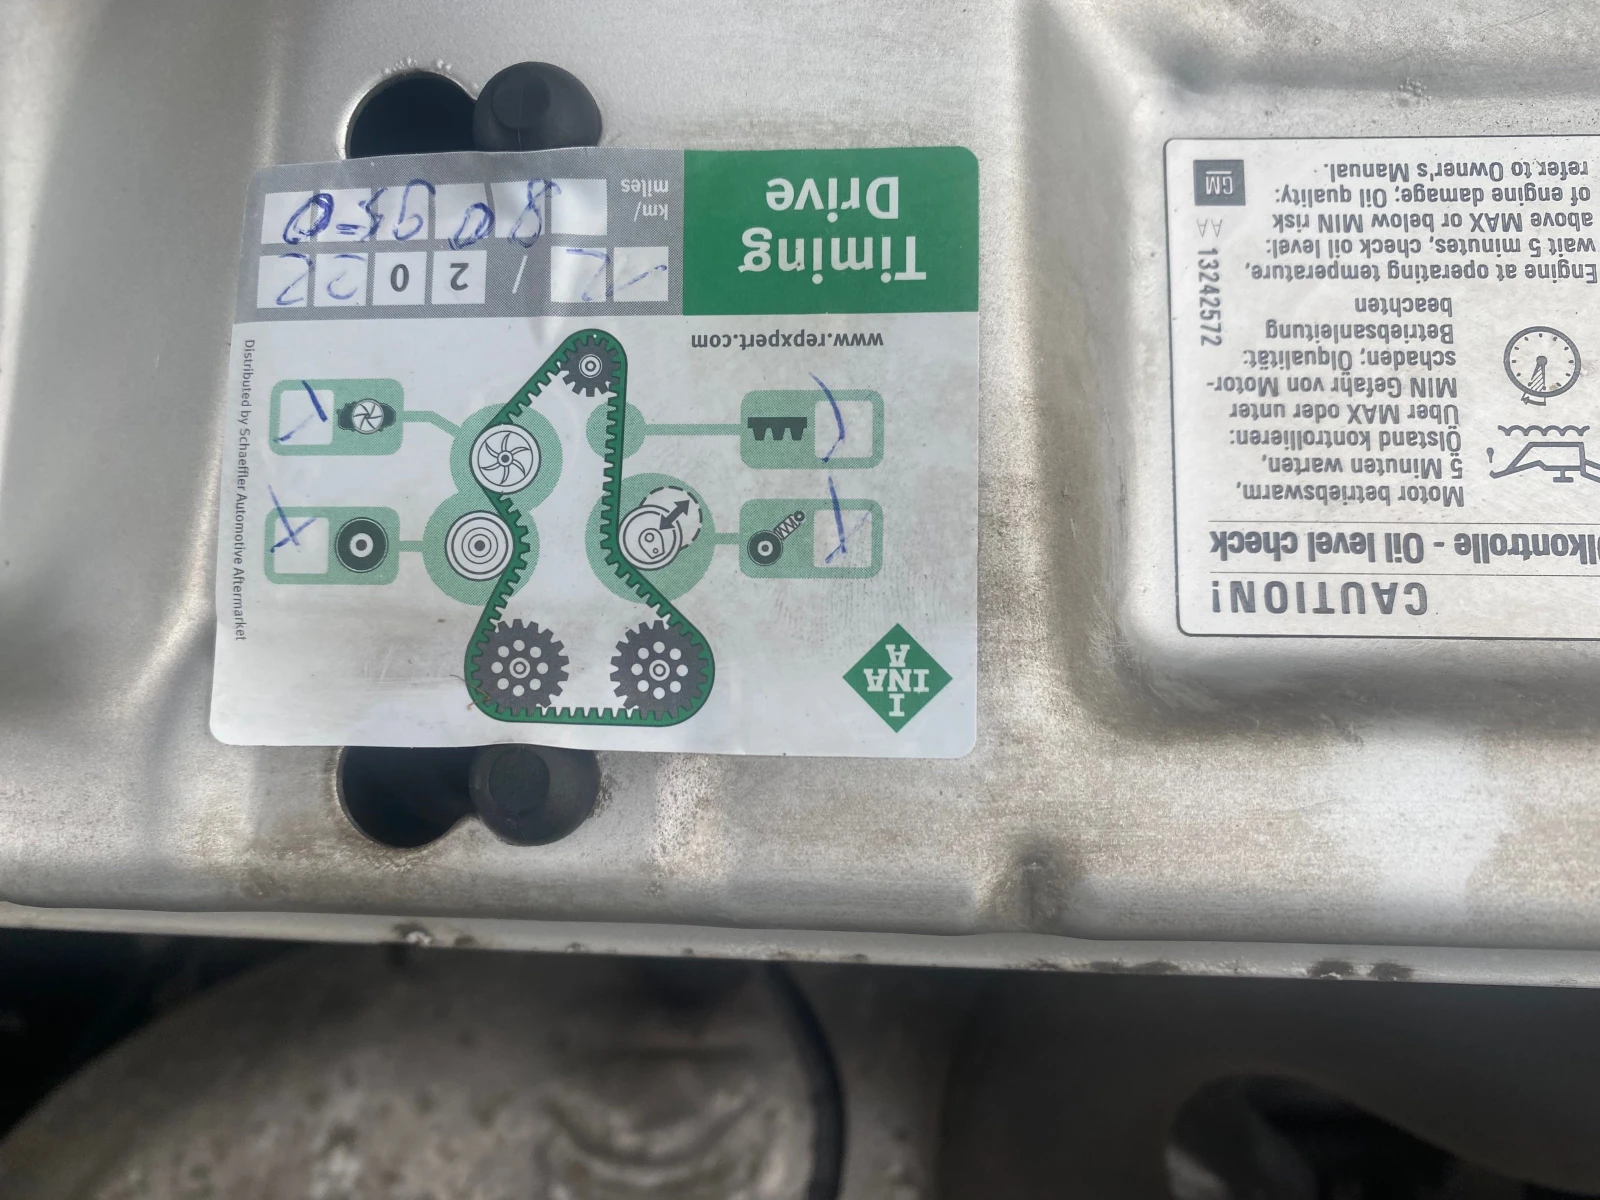 CAUTION!
lkontrolle - Oil level check
Motor betriebswarm,
5 Minuten warten,
Ölstand kontrollieren:
Über MAX oder unter
MIN Gefahr von Motor-
schaden; Ölqualität:
Betriebsanleitung
beachten
Engine at operating temperature,
wait 5 minutes, check oil level:
above MAX or below MIN risk
of engine damage; Oil quality:
refer to Owner's Manual.
13242572 AA
GM
INA
www.repxpert.com
Timing
Drive
/ 2022
km/
miles
Distributed by Schaeffler Automotive Aftermarket